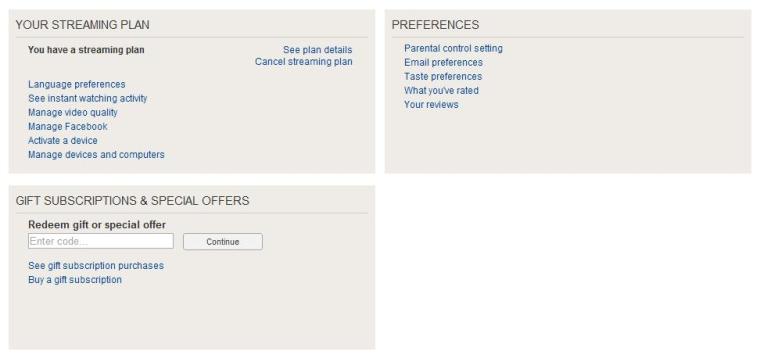 YOUR STREAMING PLAN
You have a streaming plan
See plan details
Cancel streaming plan
Language preferences
See instant watching activity
Manage video quality
Manage Facebook
Activate a device
Manage devices and computers
PREFERENCES
Parental control setting
Email preferences
Taste preferences
What you've rated
Your reviews
GIFT SUBSCRIPTIONS & SPECIAL OFFERS
Redeem gift or special offer
Enter code... Continue
See gift subscription purchases
Buy a gift subscription